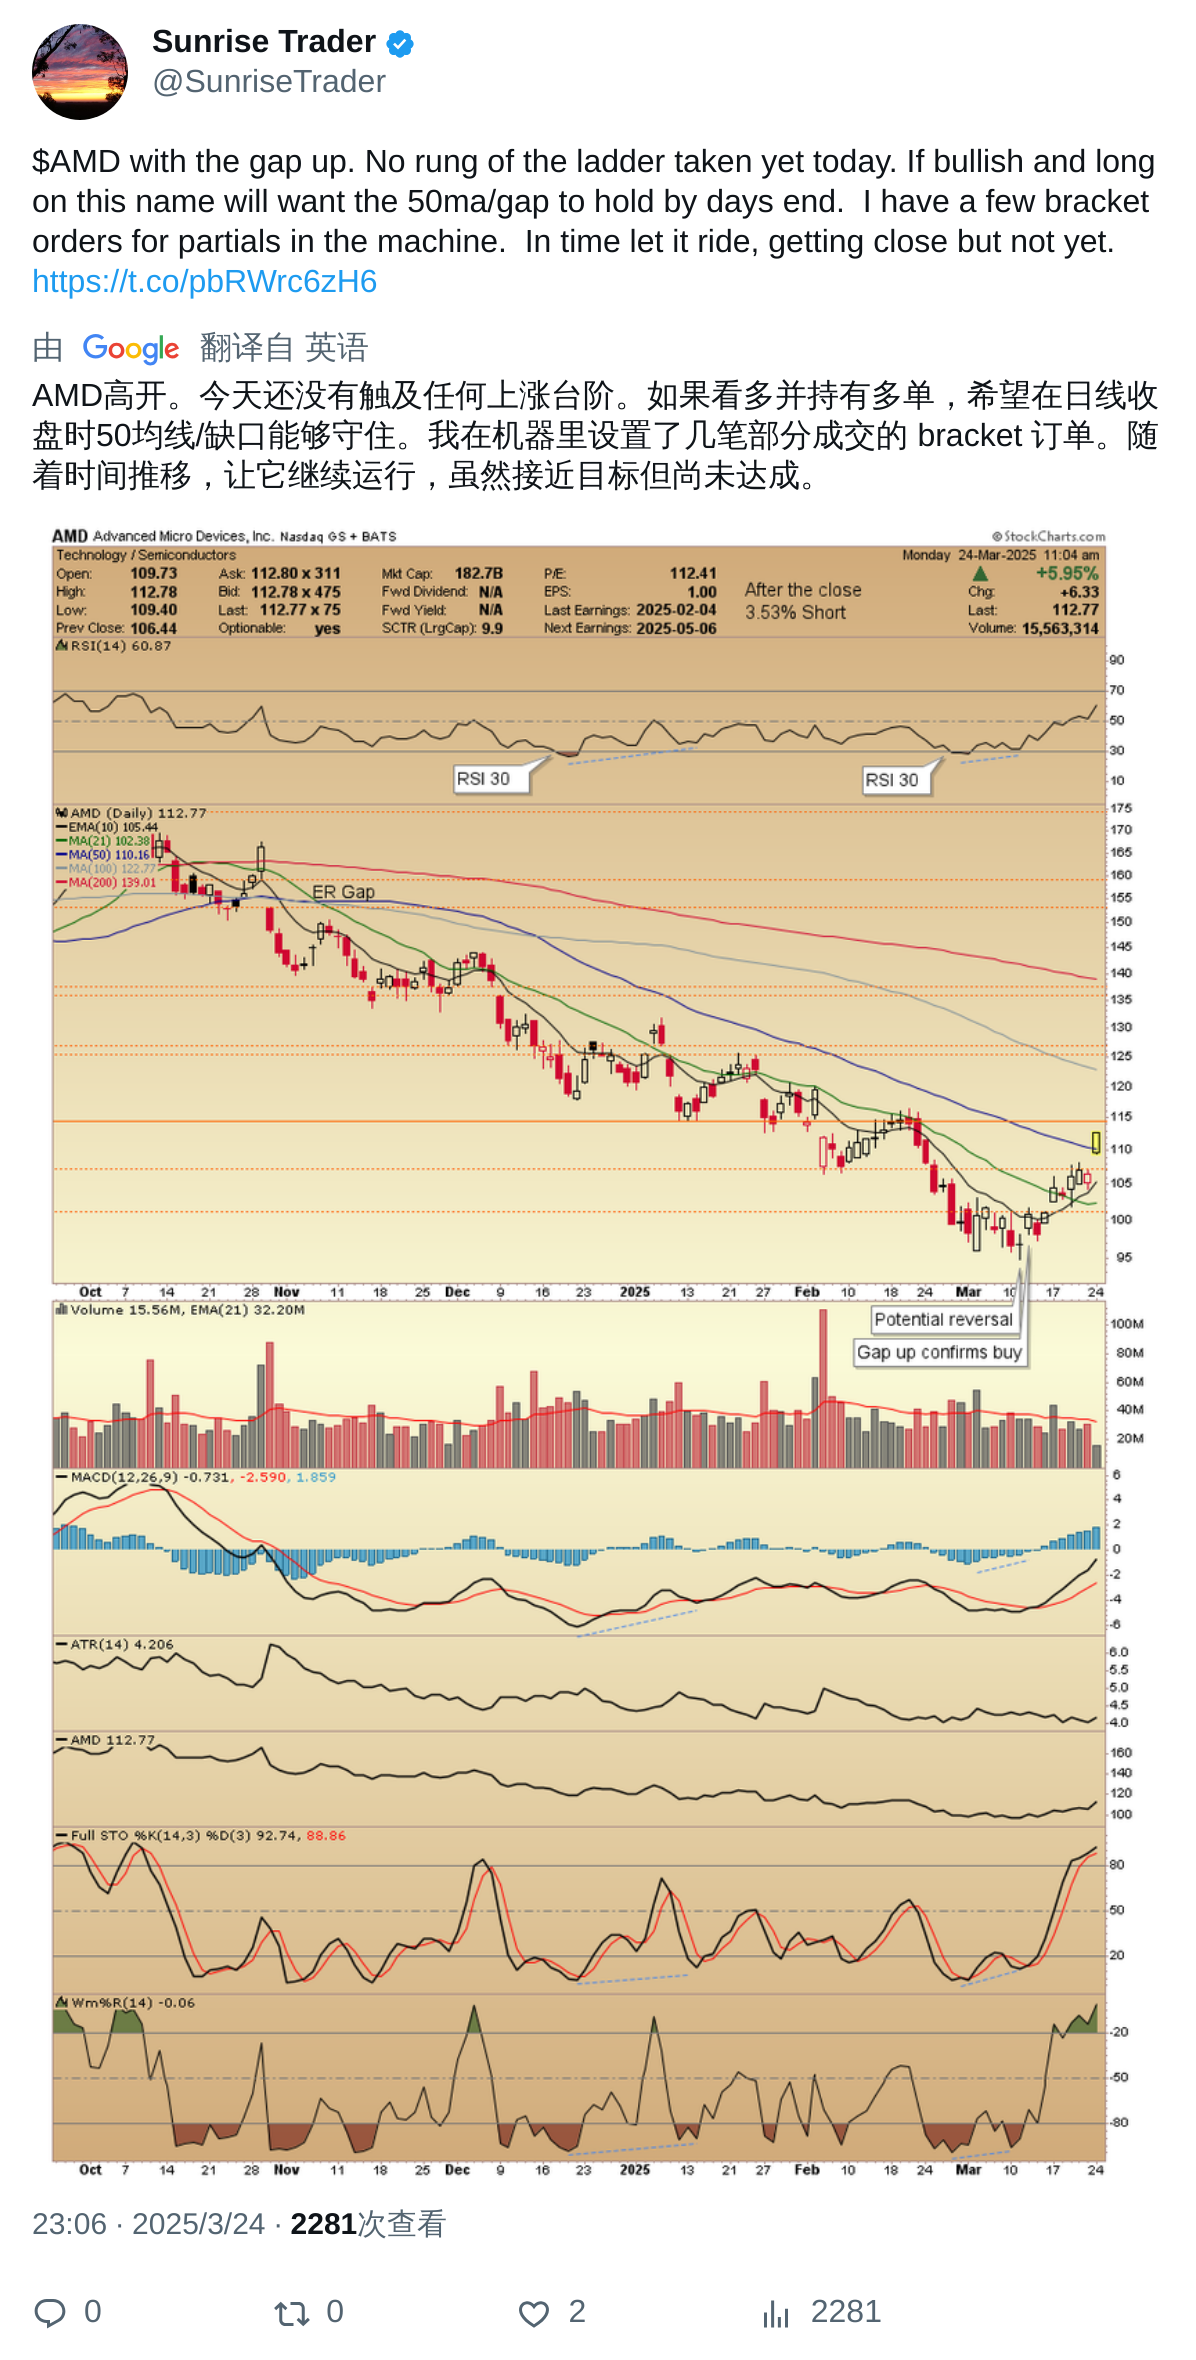 Sunrise Trader
@SunriseTrader
$AMD with the gap up. No rung of the ladder taken yet today. If bullish and long
on this name will want the 50ma/gap to hold by days end.  I have a few bracket
orders for partials in the machine.  In time let it ride, getting close but not yet.
https://t.co/pbRWrc6zH6
由 Google 翻译自 英语
AMD高开。今天还没有触及任何上涨台阶。如果看多并持有多单，希望在日线收
盘时50均线/缺口能够守住。我在机器里设置了几笔部分成交的 bracket 订单。随
着时间推移，让它继续运行，虽然接近目标但尚未达成。
AMD Advanced Micro Devices, Inc. Nasdaq GS + BATS © StockCharts.com
Technology / Semiconductors Monday 24-Mar-2025 11:04 am
Open: 109.73 Ask: 112.80 x 311 Mkt Cap: 182.7B P/E: 112.41 ▲ +5.95%
High: 112.78 Bid: 112.78 x 475 Fwd Dividend: N/A EPS: 1.00 After the close Chg: +6.33
Low: 109.40 Last: 112.77 x 75 Fwd Yield: N/A Last Earnings: 2025-02-04 3.53% Short Last: 112.77
Prev Close: 106.44 Optionable: yes SCTR (LrgCap): 9.9 Next Earnings: 2025-05-06 Volume: 15,563,314
RSI(14) 60.87
90
70
50
30
10
RSI 30
RSI 30
AMD (Daily) 112.77
EMA(10) 105.44
MA(21) 102.38
MA(50) 110.16
MA(100) 122.77
MA(200) 139.01
ER Gap
175
170
165
160
155
150
145
140
135
130
125
120
115
110
105
100
95
Oct 7 14 21 28 Nov 11 18 25 Dec 9 16 23 2025 13 21 27 Feb 10 18 24 Mar 10 17 24
Potential reversal
Gap up confirms buy
Volume 15.56M, EMA(21) 32.20M
100M
80M
60M
40M
20M
MACD(12,26,9) -0.731, -2.590, 1.859
6
4
2
0
-2
-4
-6
ATR(14) 4.206
6.0
5.5
5.0
4.5
4.0
AMD 112.77
160
140
120
100
Full STO %K(14,3) %D(3) 92.74, 88.86
80
50
20
Wm%R(14) -0.06
-20
-50
-80
Oct 7 14 21 28 Nov 11 18 25 Dec 9 16 23 2025 13 21 27 Feb 10 18 24 Mar 10 17 24
23:06 · 2025/3/24 · 2281次查看
0 0 2 2281